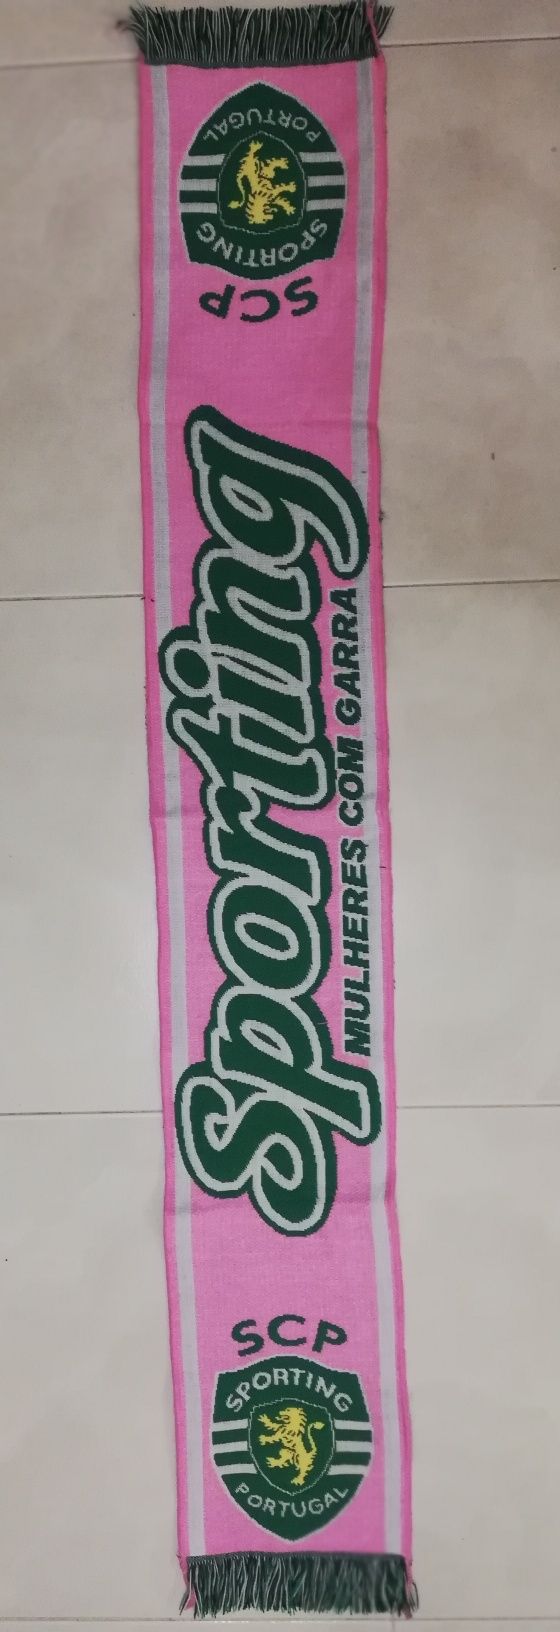 PORTUGAL
SPORTING
SCP
Sporting
MULHERES COM GARRA
SCP
SPORTING
PORTUGAL